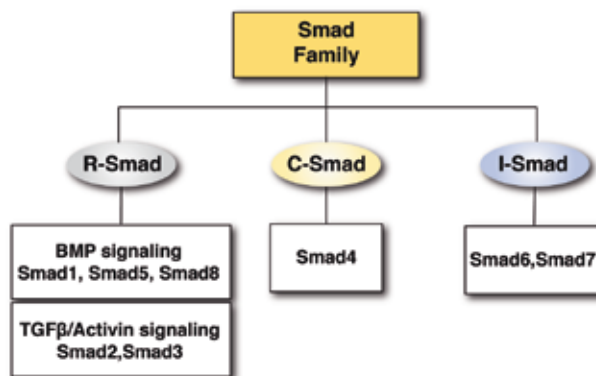 Smad
Family
R-Smad
C-Smad
I-Smad
BMP signaling
Smad1, Smad5, Smad8
Smad4
Smad6,Smad7
TGFβ/Activin signaling
Smad2,Smad3